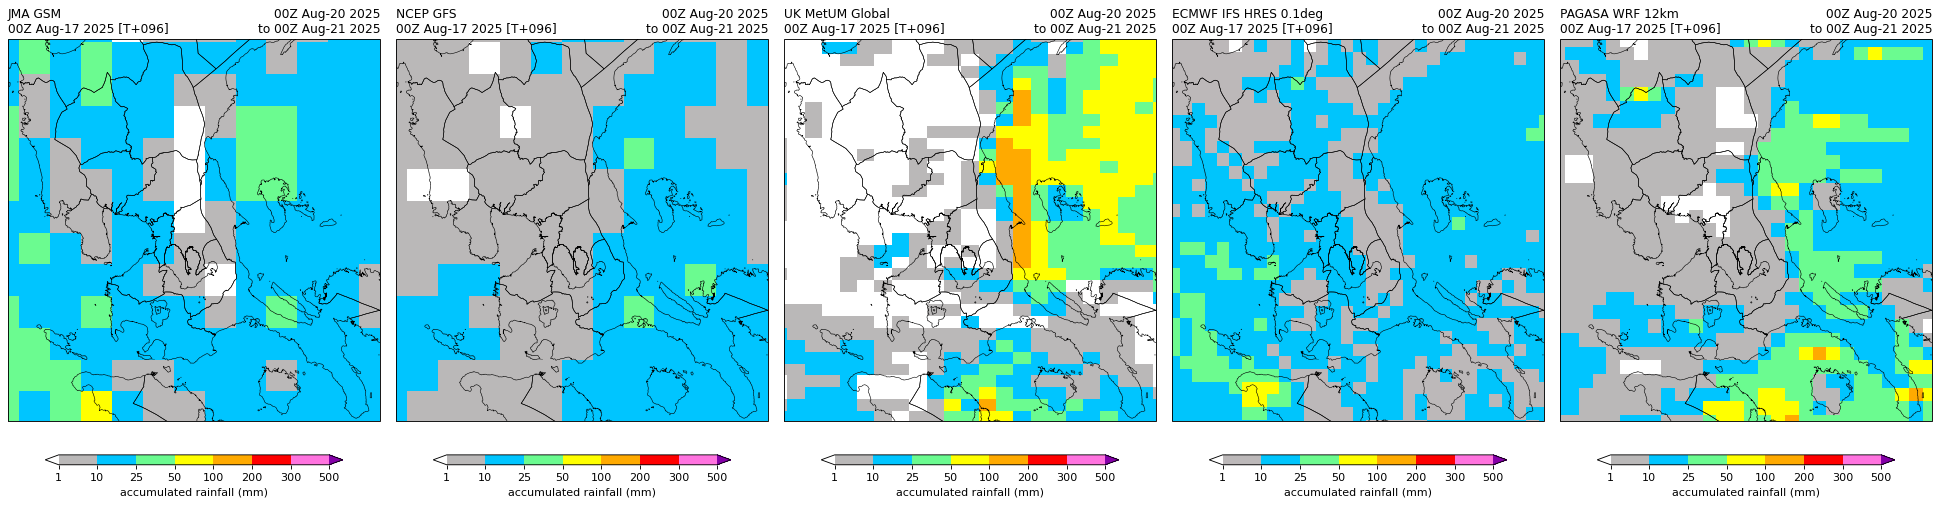 JMA GSM 00Z Aug-20 2025
00Z Aug-17 2025 [T+096] to 00Z Aug-21 2025
1 10 25 50 100 200 300 500
accumulated rainfall (mm)
NCEP GFS 00Z Aug-20 2025
00Z Aug-17 2025 [T+096] to 00Z Aug-21 2025
1 10 25 50 100 200 300 500
accumulated rainfall (mm)
UK MetUM Global 00Z Aug-20 2025
00Z Aug-17 2025 [T+096] to 00Z Aug-21 2025
1 10 25 50 100 200 300 500
accumulated rainfall (mm)
ECMWF IFS HRES 0.1deg 00Z Aug-20 2025
00Z Aug-17 2025 [T+096] to 00Z Aug-21 2025
1 10 25 50 100 200 300 500
accumulated rainfall (mm)
PAGASA WRF 12km 00Z Aug-20 2025
00Z Aug-17 2025 [T+096] to 00Z Aug-21 2025
1 10 25 50 100 200 300 500
accumulated rainfall (mm)